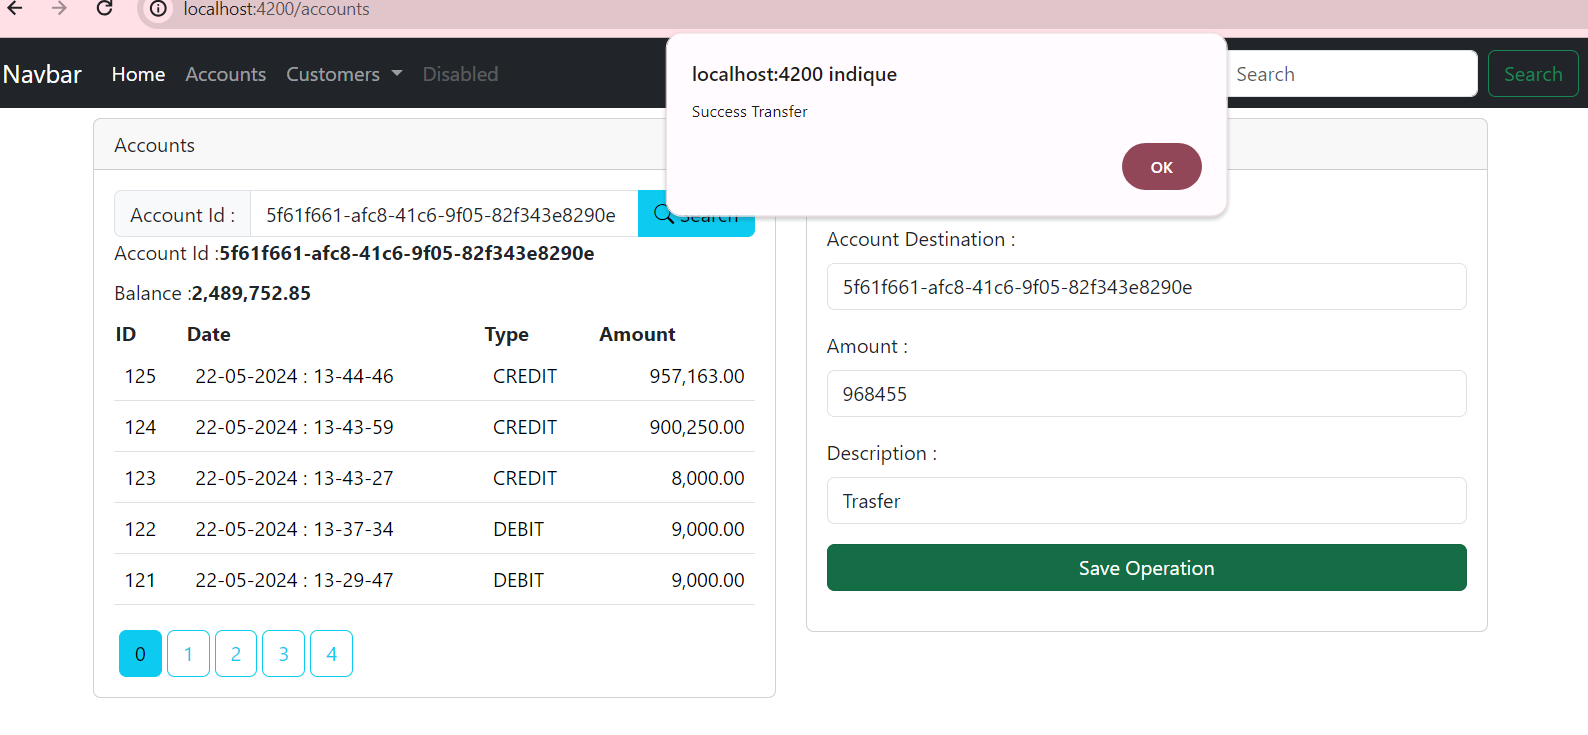 localhost:4200/accounts
Navbar Home Accounts Customers Disabled Search Search
localhost:4200 indique
Success Transfer
OK
Accounts
Account Id : 5f61f661-afc8-41c6-9f05-82f343e8290e Search
Account Id :5f61f661-afc8-41c6-9f05-82f343e8290e
Balance :2,489,752.85
ID Date Type Amount
125 22-05-2024 : 13-44-46 CREDIT 957,163.00
124 22-05-2024 : 13-43-59 CREDIT 900,250.00
123 22-05-2024 : 13-43-27 CREDIT 8,000.00
122 22-05-2024 : 13-37-34 DEBIT 9,000.00
121 22-05-2024 : 13-29-47 DEBIT 9,000.00
0 1 2 3 4
Account Destination :
5f61f661-afc8-41c6-9f05-82f343e8290e
Amount :
968455
Description :
Trasfer
Save Operation